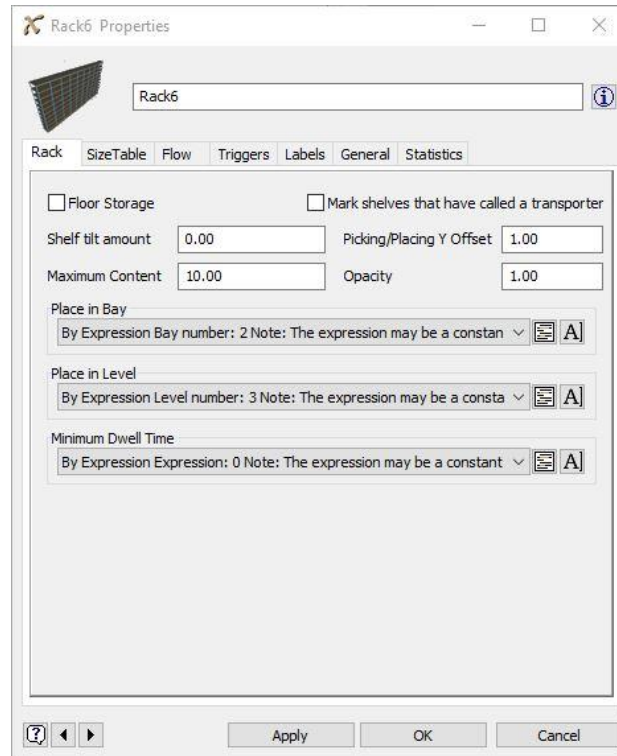 Rack6 Properties
Rack6
Rack SizeTable Flow Triggers Labels General Statistics
Floor Storage Mark shelves that have called a transporter
Shelf tilt amount 0.00 Picking/Placing Y Offset 1.00
Maximum Content 10.00 Opacity 1.00
Place in Bay
By Expression Bay number: 2 Note: The expression may be a constan
Place in Level
By Expression Level number: 3 Note: The expression may be a consta
Minimum Dwell Time
By Expression Expression: 0 Note: The expression may be a constant
Apply OK Cancel